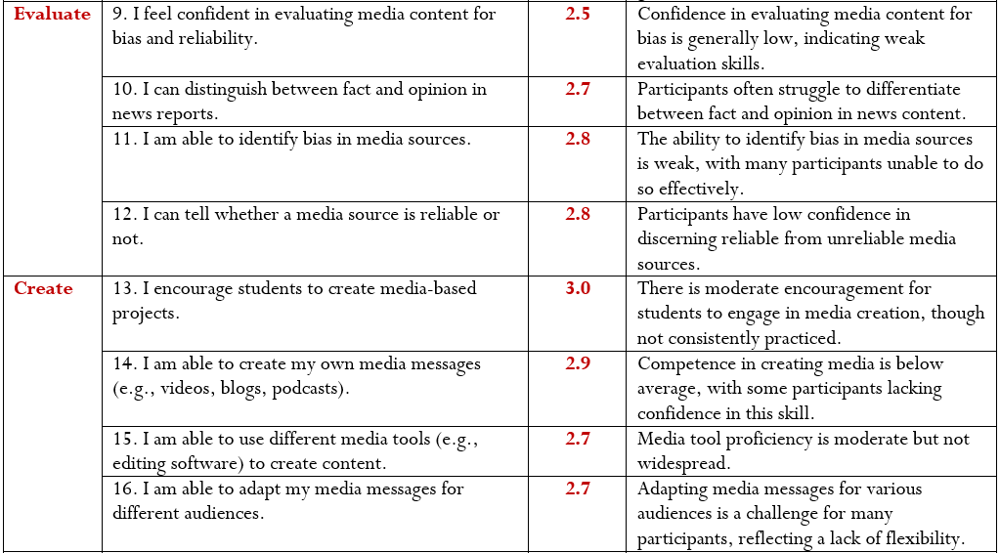 Evaluate
9. I feel confident in evaluating media content for
bias and reliability.
2.5
Confidence in evaluating media content for
bias is generally low, indicating weak
evaluation skills.
10. I can distinguish between fact and opinion in
news reports.
2.7
Participants often struggle to differentiate
between fact and opinion in news content.
11. I am able to identify bias in media sources.
2.8
The ability to identify bias in media sources
is weak, with many participants unable to do
so effectively.
12. I can tell whether a media source is reliable or
not.
2.8
Participants have low confidence in
discerning reliable from unreliable media
sources.
Create
13. I encourage students to create media-based
projects.
3.0
There is moderate encouragement for
students to engage in media creation, though
not consistently practiced.
14. I am able to create my own media messages
(e.g., videos, blogs, podcasts).
2.9
Competence in creating media is below
average, with some participants lacking
confidence in this skill.
15. I am able to use different media tools (e.g.,
editing software) to create content.
2.7
Media tool proficiency is moderate but not
widespread.
16. I am able to adapt my media messages for
different audiences.
2.7
Adapting media messages for various
audiences is a challenge for many
participants, reflecting a lack of flexibility.